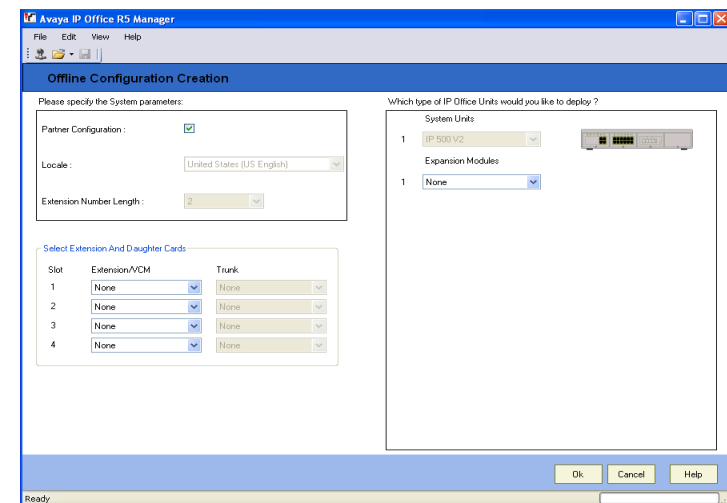 Avaya IP Office R5 Manager
File Edit View Help
Offline Configuration Creation
Please specify the System parameters:
Partner Configuration :
Locale : United States (US English)
Extension Number Length : 2
Select Extension And Daughter Cards
Slot Extension/VCM Trunk
1 None None
2 None None
3 None None
4 None None
Which type of IP Office Units would you like to deploy ?
System Units
1 IP 500 V2
Expansion Modules
1 None
Ok Cancel Help
Ready